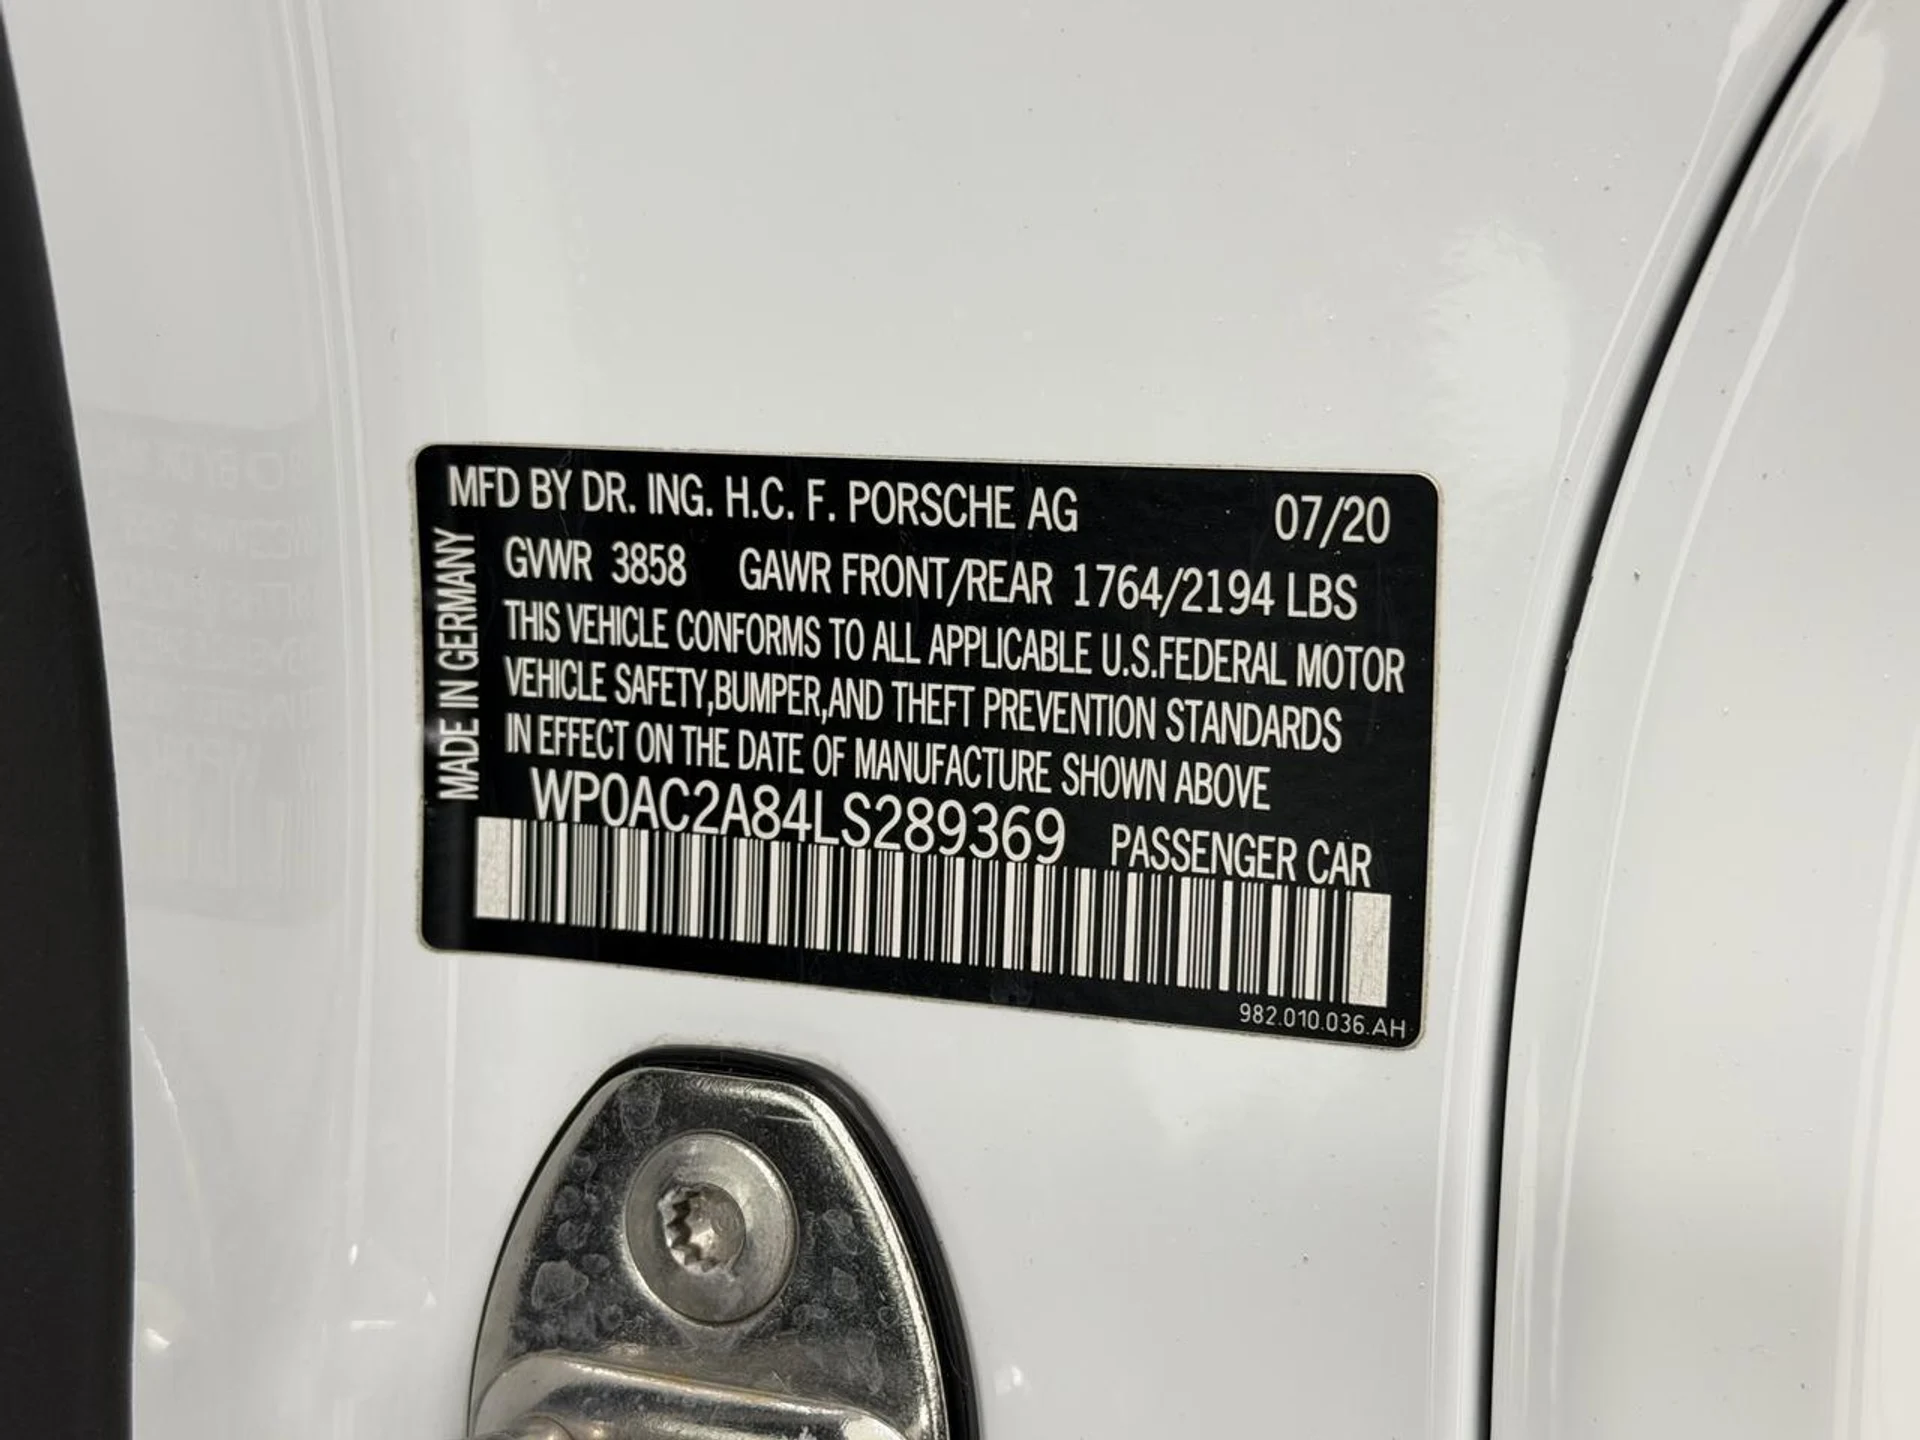 MFD BY DR. ING. H.C. F. PORSCHE AG 07/20
GVWR 3858 GAWR FRONT/REAR 1764/2194 LBS
THIS VEHICLE CONFORMS TO ALL APPLICABLE U.S.FEDERAL MOTOR
VEHICLE SAFETY,BUMPER,AND THEFT PREVENTION STANDARDS
IN EFFECT ON THE DATE OF MANUFACTURE SHOWN ABOVE
WP0AC2A84LS289369 PASSENGER CAR
982.010.036.AH
MADE IN GERMANY